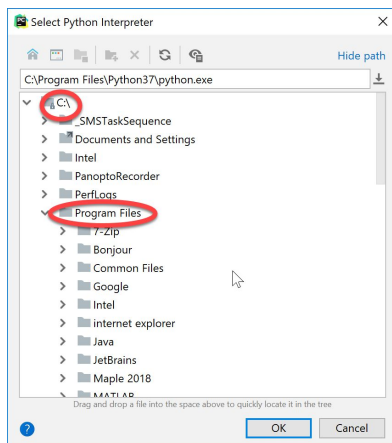 Select Python Interpreter
Hide path
C:\Program Files\Python37\python.exe
C:\
_SMSTaskSequence
Documents and Settings
Intel
PanoptoRecorder
PerfLogs
Program Files
7-Zip
Bonjour
Common Files
Google
Intel
internet explorer
Java
JetBrains
Maple 2018
MATLAB
Drag and drop a file into the space above to quickly locate it in the tree
?
OK
Cancel